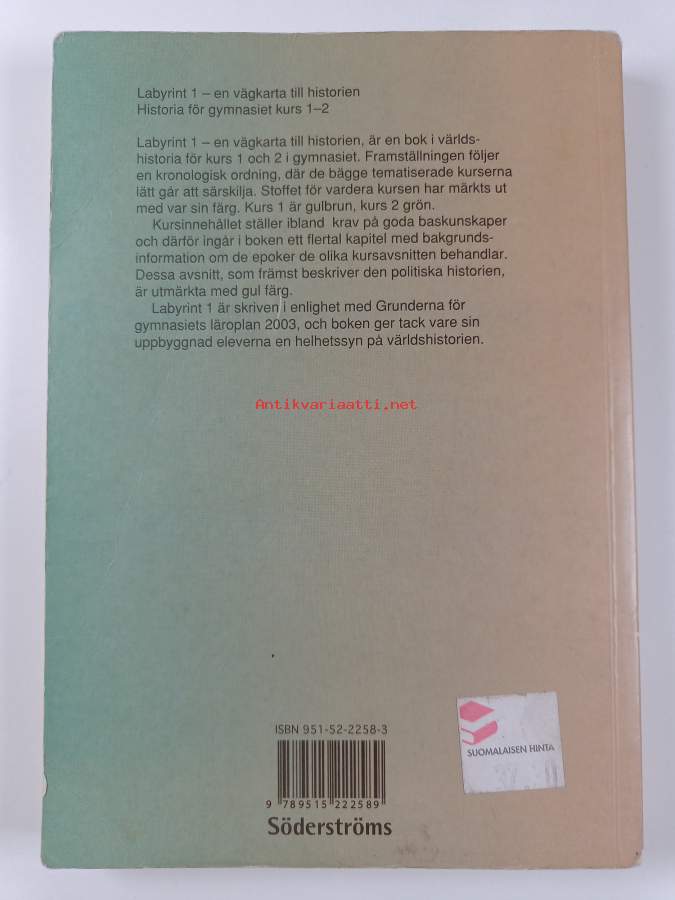 Labyrint 1 – en vägkarta till historien
Historia för gymnasiet kurs 1–2
Labyrint 1 – en vägkarta till historien, är en bok i världs-
historia för kurs 1 och 2 i gymnasiet. Framställningen följer
en kronologisk ordning, där de bägge tematiserade kurserna
lätt går att särskilja. Stoffet för vardera kursen har märkts ut
med var sin färg. Kurs 1 är gulbrun, kurs 2 grön.
Kursinnehållet ställer ibland krav på goda baskunskaper
och därför ingår i boken ett flertal kapitel med bakgrunds-
information om de epoker de olika kursavsnitten behandlar.
Dessa avsnitt, som främst beskriver den politiska historien,
är utmärkta med gul färg.
Labyrint 1 är skriven i enlighet med Grunderna för
gymnasiets läroplan 2003, och boken ger tack vare sin
uppbyggnad eleverna en helhetssyn på världshistorien.
Antikvariaatti.net
ISBN 951-52-2258-3
9 789515 222589
Söderströms
SUOMALAISEN HINTA